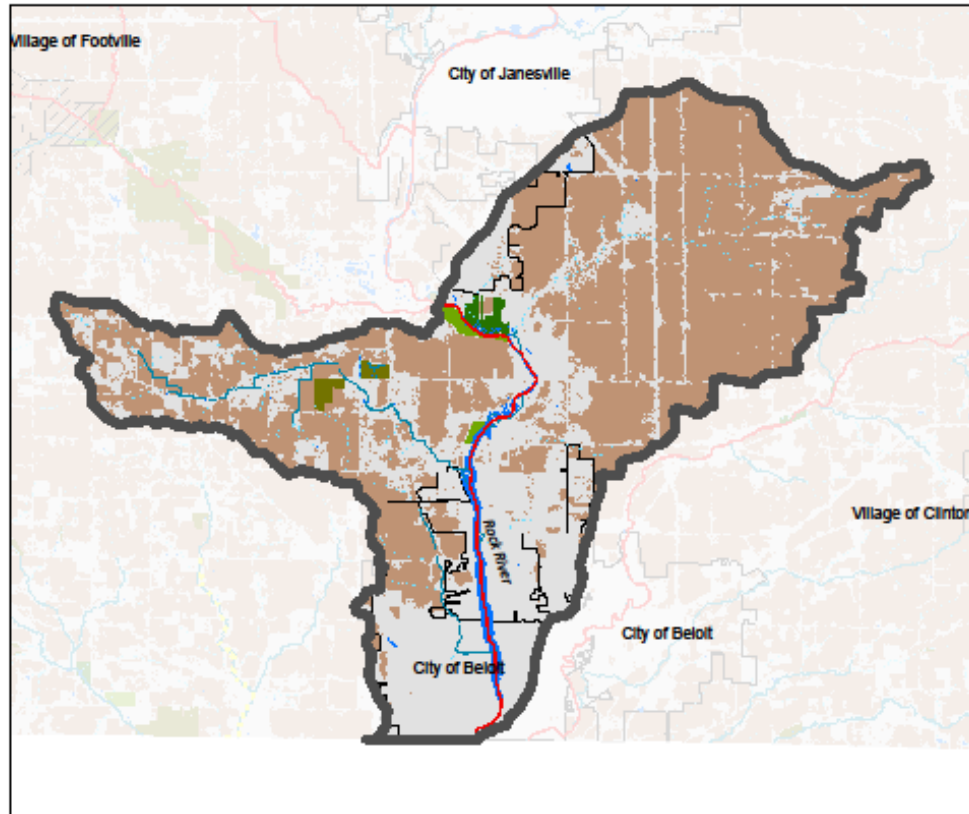 Village of Footville
City of Janesville
Village of Clinton
Rock River
City of Beloit
City of Beloit